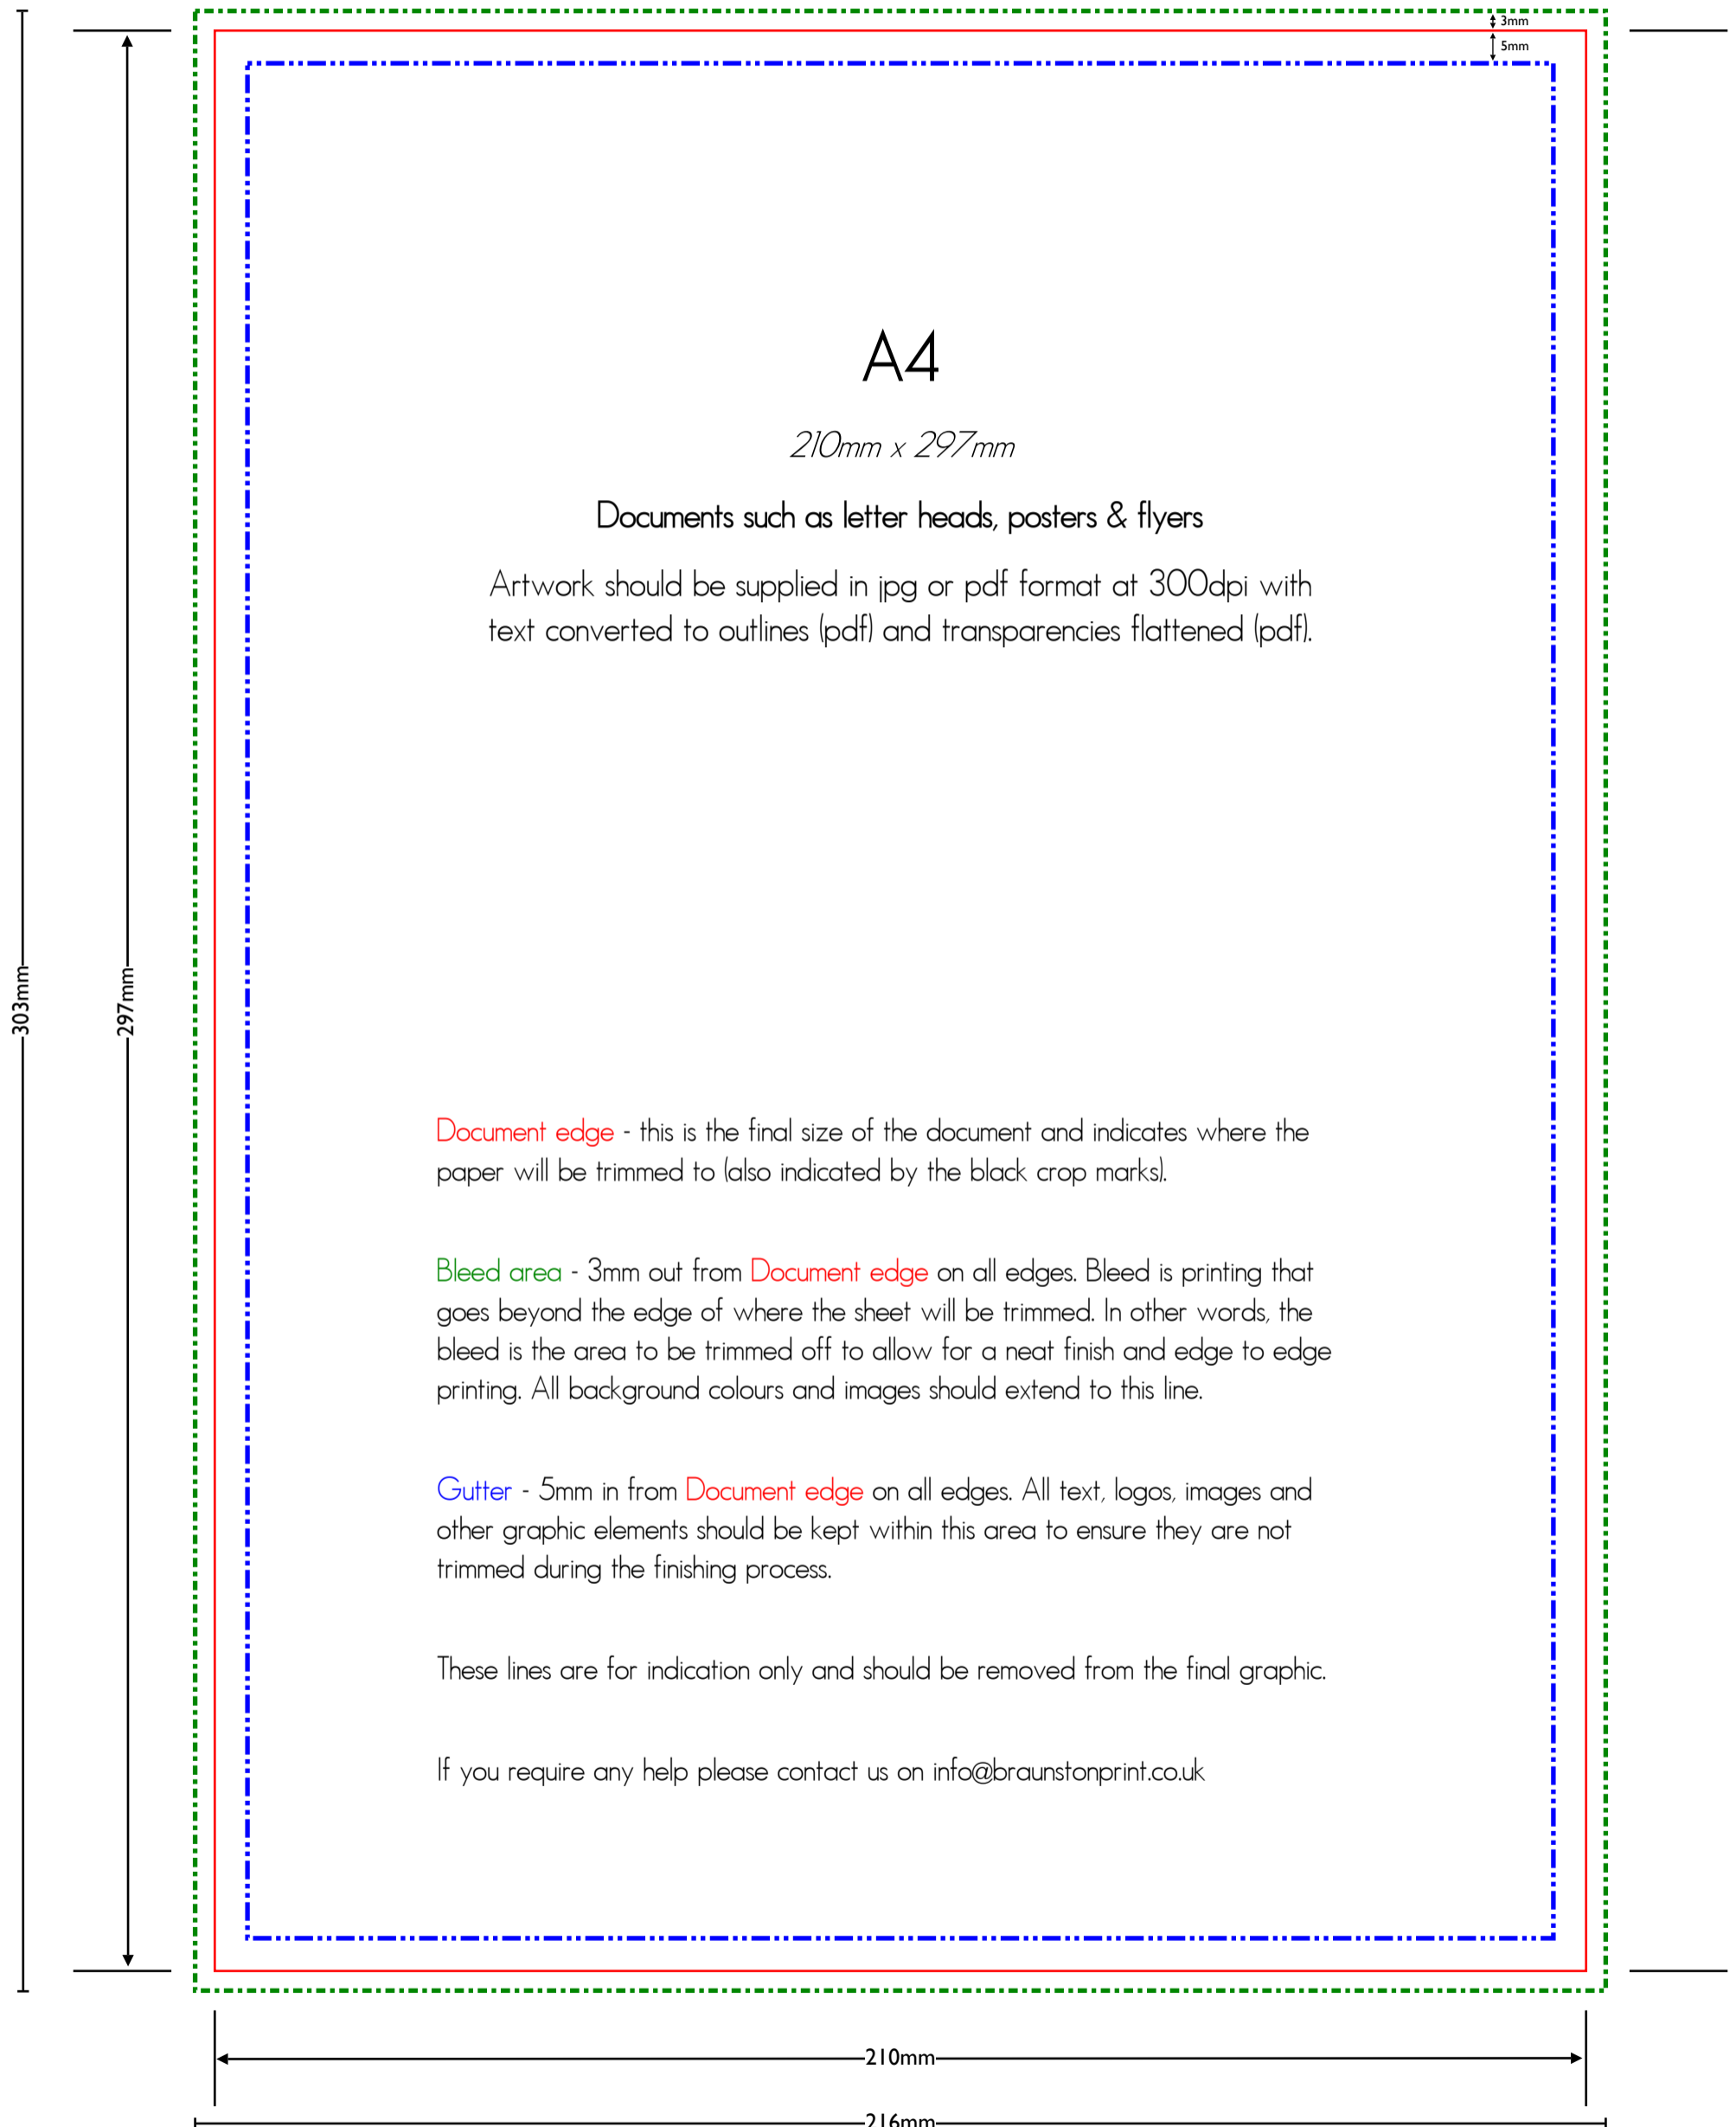 3mm
5mm
A4
210mm x 297mm
Documents such as letter heads, posters & flyers
Artwork should be supplied in jpg or pdf format at 300dpi with
text converted to outlines (pdf) and transparencies flattened (pdf).
303mm
297mm
Document edge - this is the final size of the document and indicates where the
paper will be trimmed to (also indicated by the black crop marks).
Bleed area - 3mm out from Document edge on all edges. Bleed is printing that
goes beyond the edge of where the sheet will be trimmed. In other words, the
bleed is the area to be trimmed off to allow for a neat finish and edge to edge
printing. All background colours and images should extend to this line.
Gutter - 5mm in from Document edge on all edges. All text, logos, images and
other graphic elements should be kept within this area to ensure they are not
trimmed during the finishing process.
These lines are for indication only and should be removed from the final graphic.
If you require any help please contact us on info@braunstonprint.co.uk
210mm
216mm